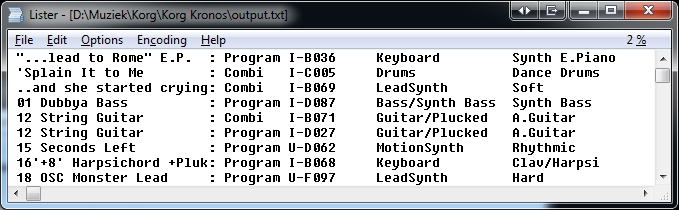 Lister - [D:\Muziek\Korg\Korg Kronos\output.txt]
File Edit Options Encoding Help 2 %
"...lead to Rome" E.P. : Program I-B036 Keyboard Synth E.Piano
'Splain It to Me : Combi I-C005 Drums Dance Drums
..and she started crying: Combi I-B069 LeadSynth Soft
01 Dubbya Bass : Program I-D087 Bass/Synth Bass Synth Bass
12 String Guitar : Combi I-B071 Guitar/Plucked A.Guitar
12 String Guitar : Program I-D027 Guitar/Plucked A.Guitar
15 Seconds Left : Program U-D062 MotionSynth Rhythmic
16'+8' Harpsichord +Pluk: Program I-B068 Keyboard Clav/Harpsi
18 OSC Monster Lead : Program U-F097 LeadSynth Hard